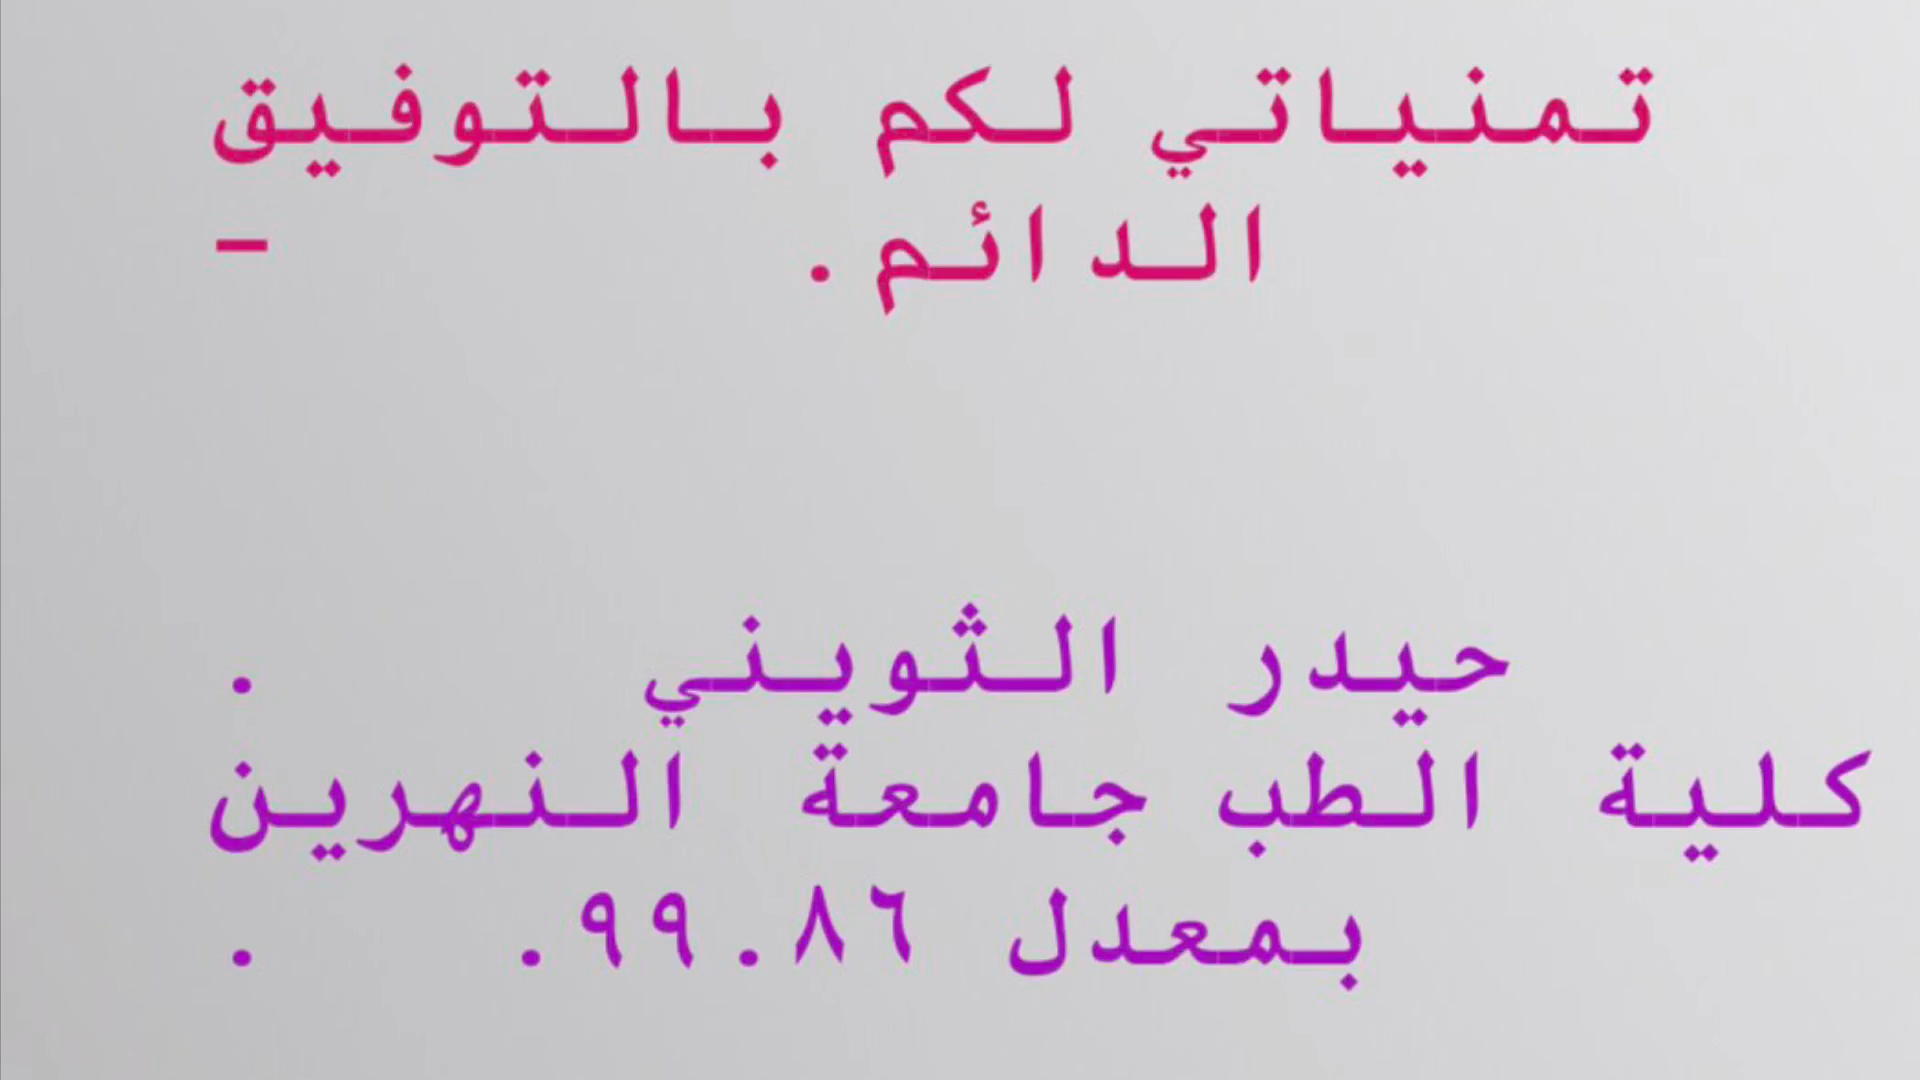 تمنياتي لكم بالتوفيق
الدائم. -
حيدر الثويني .
كلية الطب جامعة النهرين
بمعدل ٩٩.٨٦. .